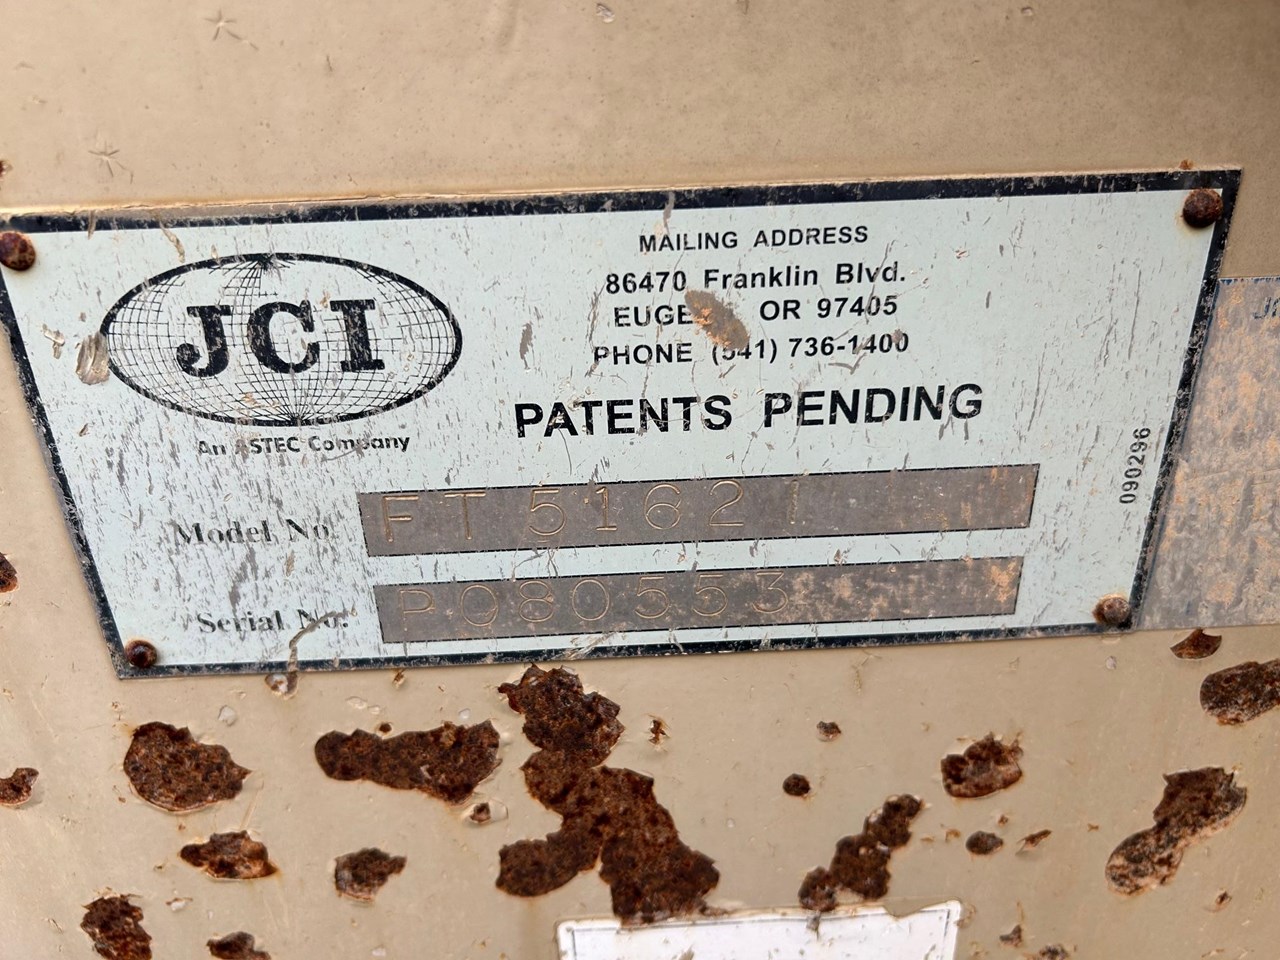 JCI
An ASTEC Company
MAILING ADDRESS
86470 Franklin Blvd.
EUGE OR 97405
PHONE (541) 736-1400
PATENTS PENDING
Model No. FT 51621
Serial No. P080553
090296